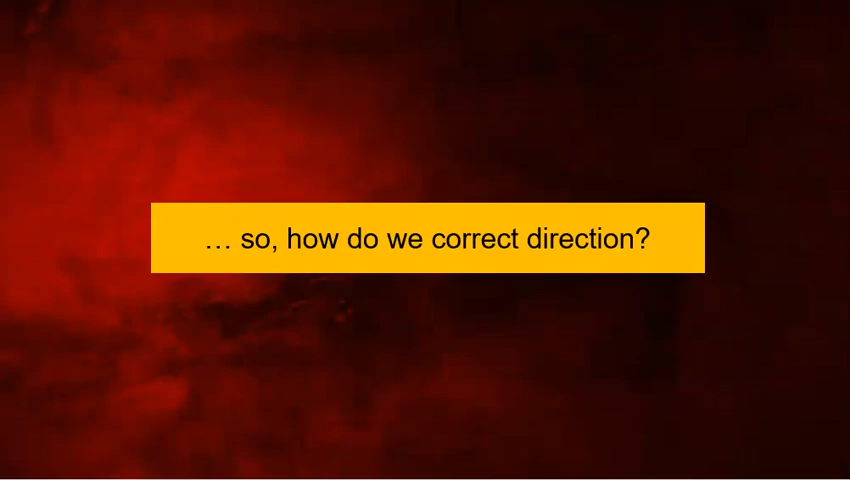 … so, how do we correct direction?